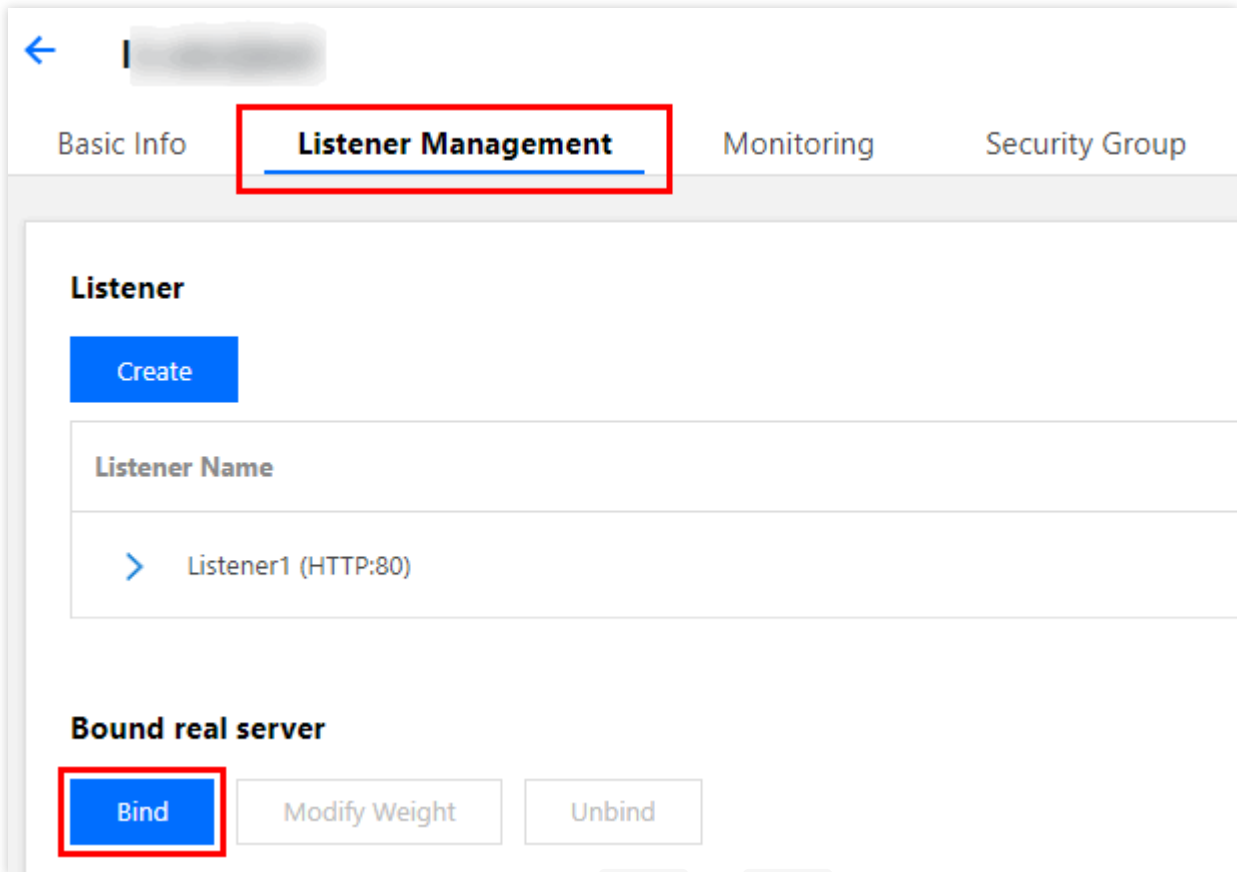 Basic Info Listener Management Monitoring Security Group
Listener
Create
Listener Name
Listener1 (HTTP:80)
Bound real server
Bind Modify Weight Unbind